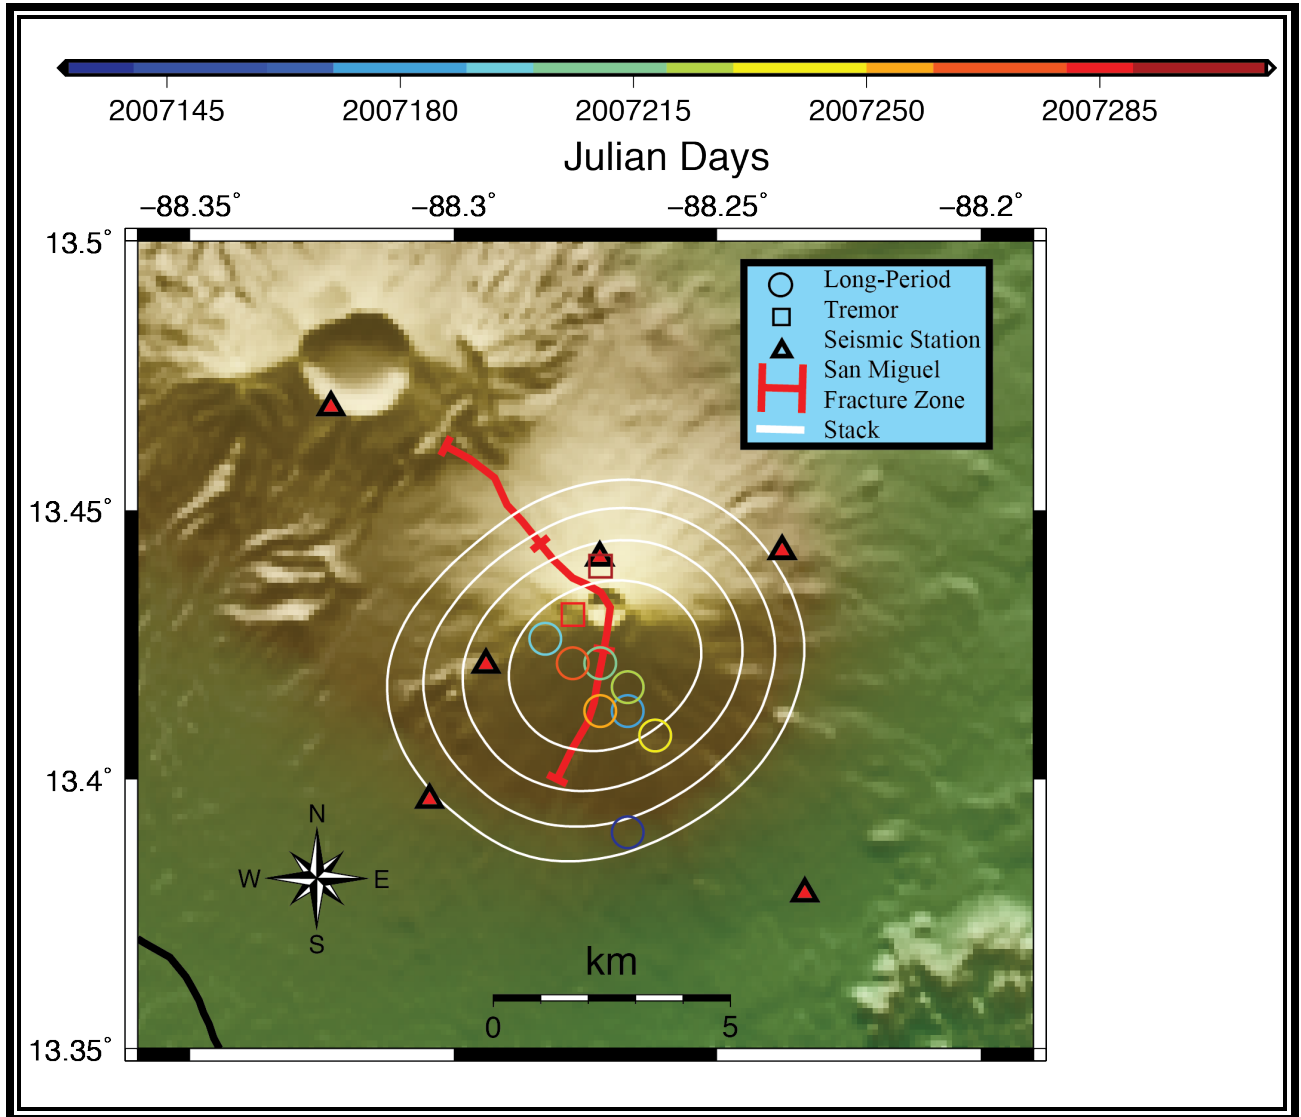 2007145 2007180 2007215 2007250 2007285
Julian Days
−88.35˚ −88.3˚ −88.25˚ −88.2˚
13.5˚
Long-Period
Tremor
Seismic Station
San Miguel
Fracture Zone
Stack
13.45˚
13.4˚
N
W E
S
km
0 5
13.35˚